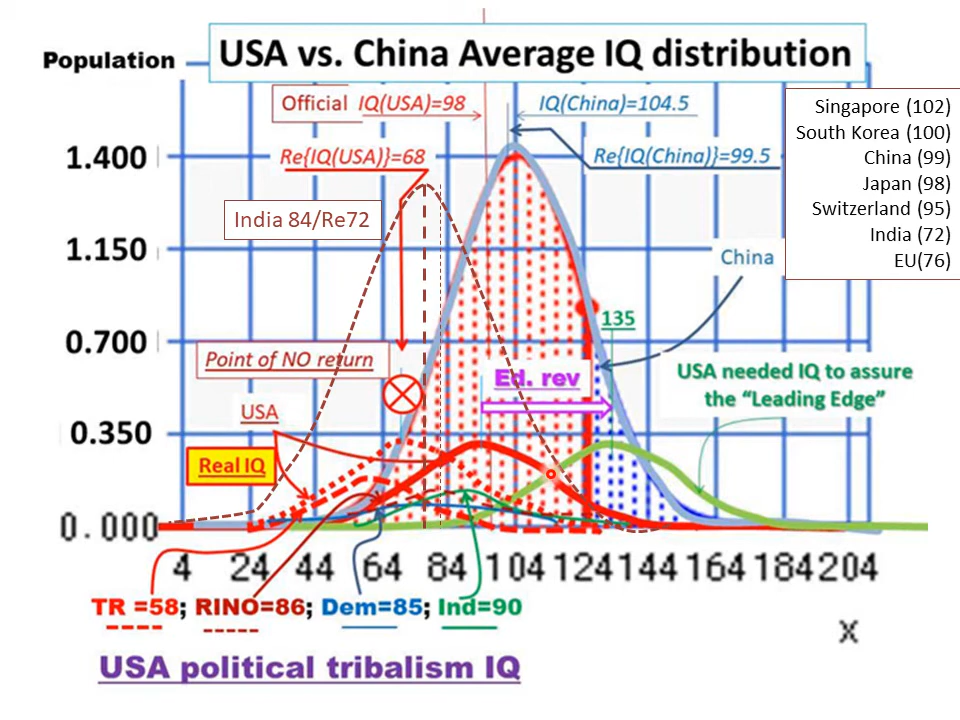 USA vs. China Average IQ distribution
Population
Official IQ(USA)=98
IQ(China)=104.5
Singapore (102)
South Korea (100)
China (99)
Japan (98)
Switzerland (95)
India (72)
EU(76)
1.400
Re{IQ(USA)}=68
Re{IQ(China)}=99.5
India 84/Re72
1.150
China
0.700
135
Point of NO return
Ed. rev
USA needed IQ to assure
the “Leading Edge”
USA
0.350
Real IQ
0.000
4 24 44 64 84 104 124 144 164 184 204
TR =58; RINO=86; Dem=85; Ind=90
X
USA political tribalism IQ